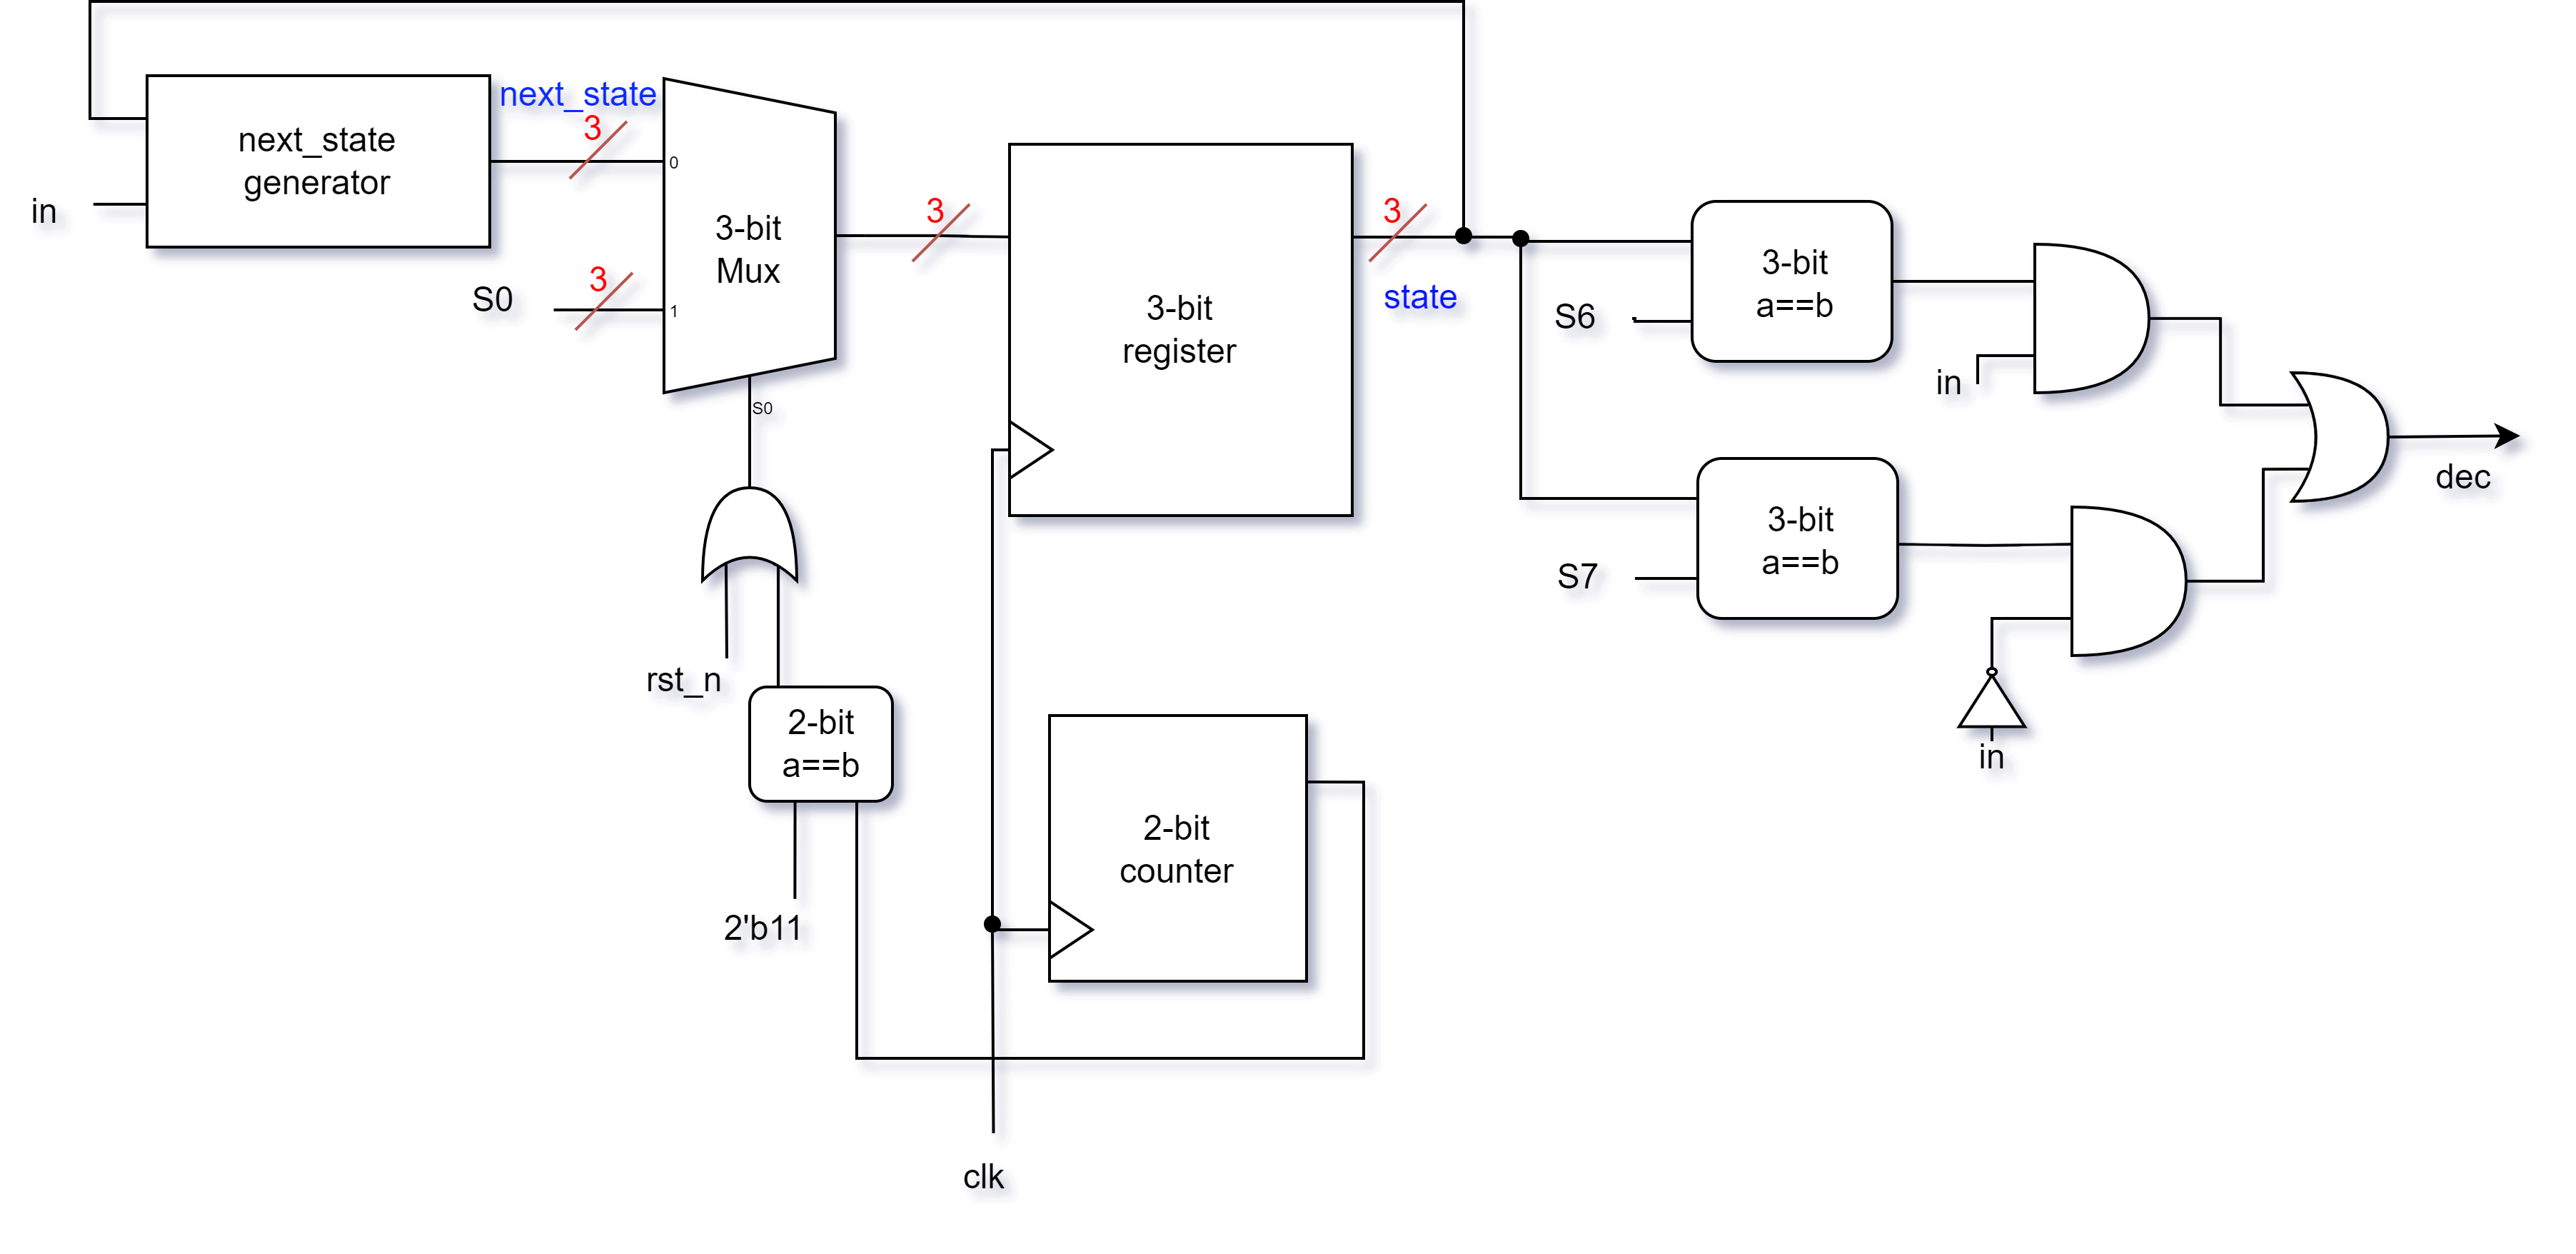 next_state
3
next_state
generator
0
in
3
S0
1
3-bit
Mux
S0
3
3-bit
register
3
state
3-bit
a==b
S6
in
3-bit
a==b
S7
in
dec
rst_n
2-bit
a==b
2'b11
2-bit
counter
clk